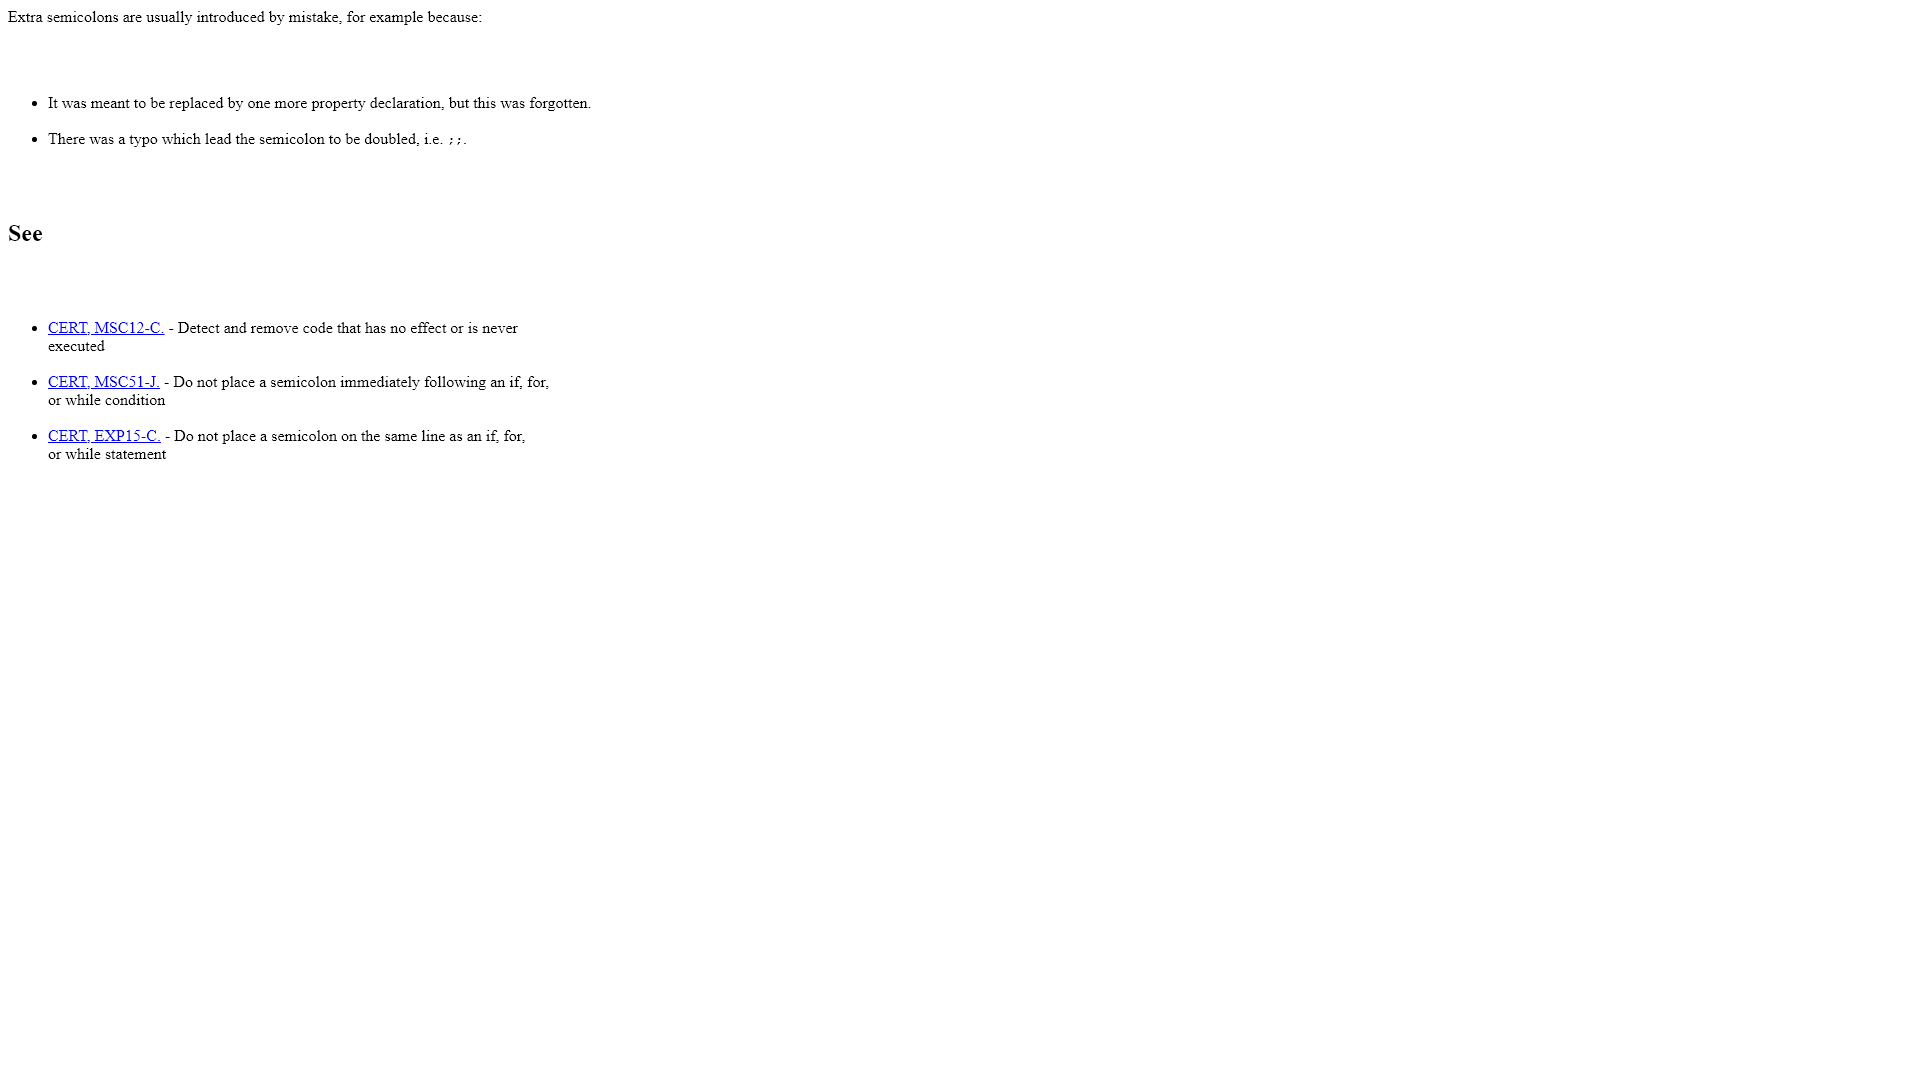 Extra semicolons are usually introduced by mistake, for example because:
It was meant to be replaced by one more property declaration, but this was forgotten.
There was a typo which lead the semicolon to be doubled, i.e. ;;.
See
CERT, MSC12-C. - Detect and remove code that has no effect or is never
executed
CERT, MSC51-J. - Do not place a semicolon immediately following an if, for,
or while condition
CERT, EXP15-C. - Do not place a semicolon on the same line as an if, for,
or while statement